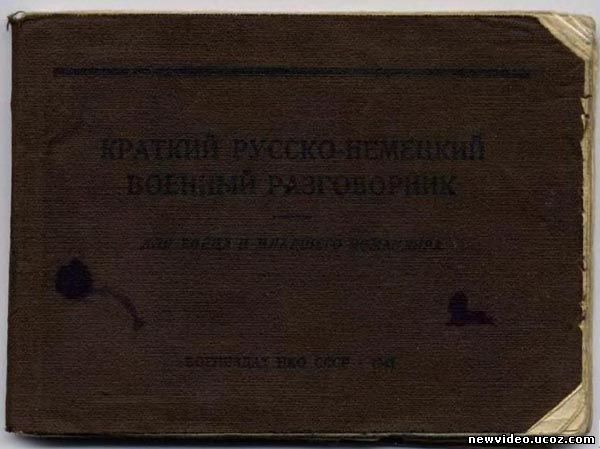 КРАТКИЙ РУССКО-НЕМЕЦКИЙ
ВОЕННЫЙ РАЗГОВОРНИК
ДЛЯ БОЙЦА И МЛАДШЕГО КОМАНДИРА
ВОЕНИЗДАТ НКО СССР - 1941
newvideo.ucoz.com